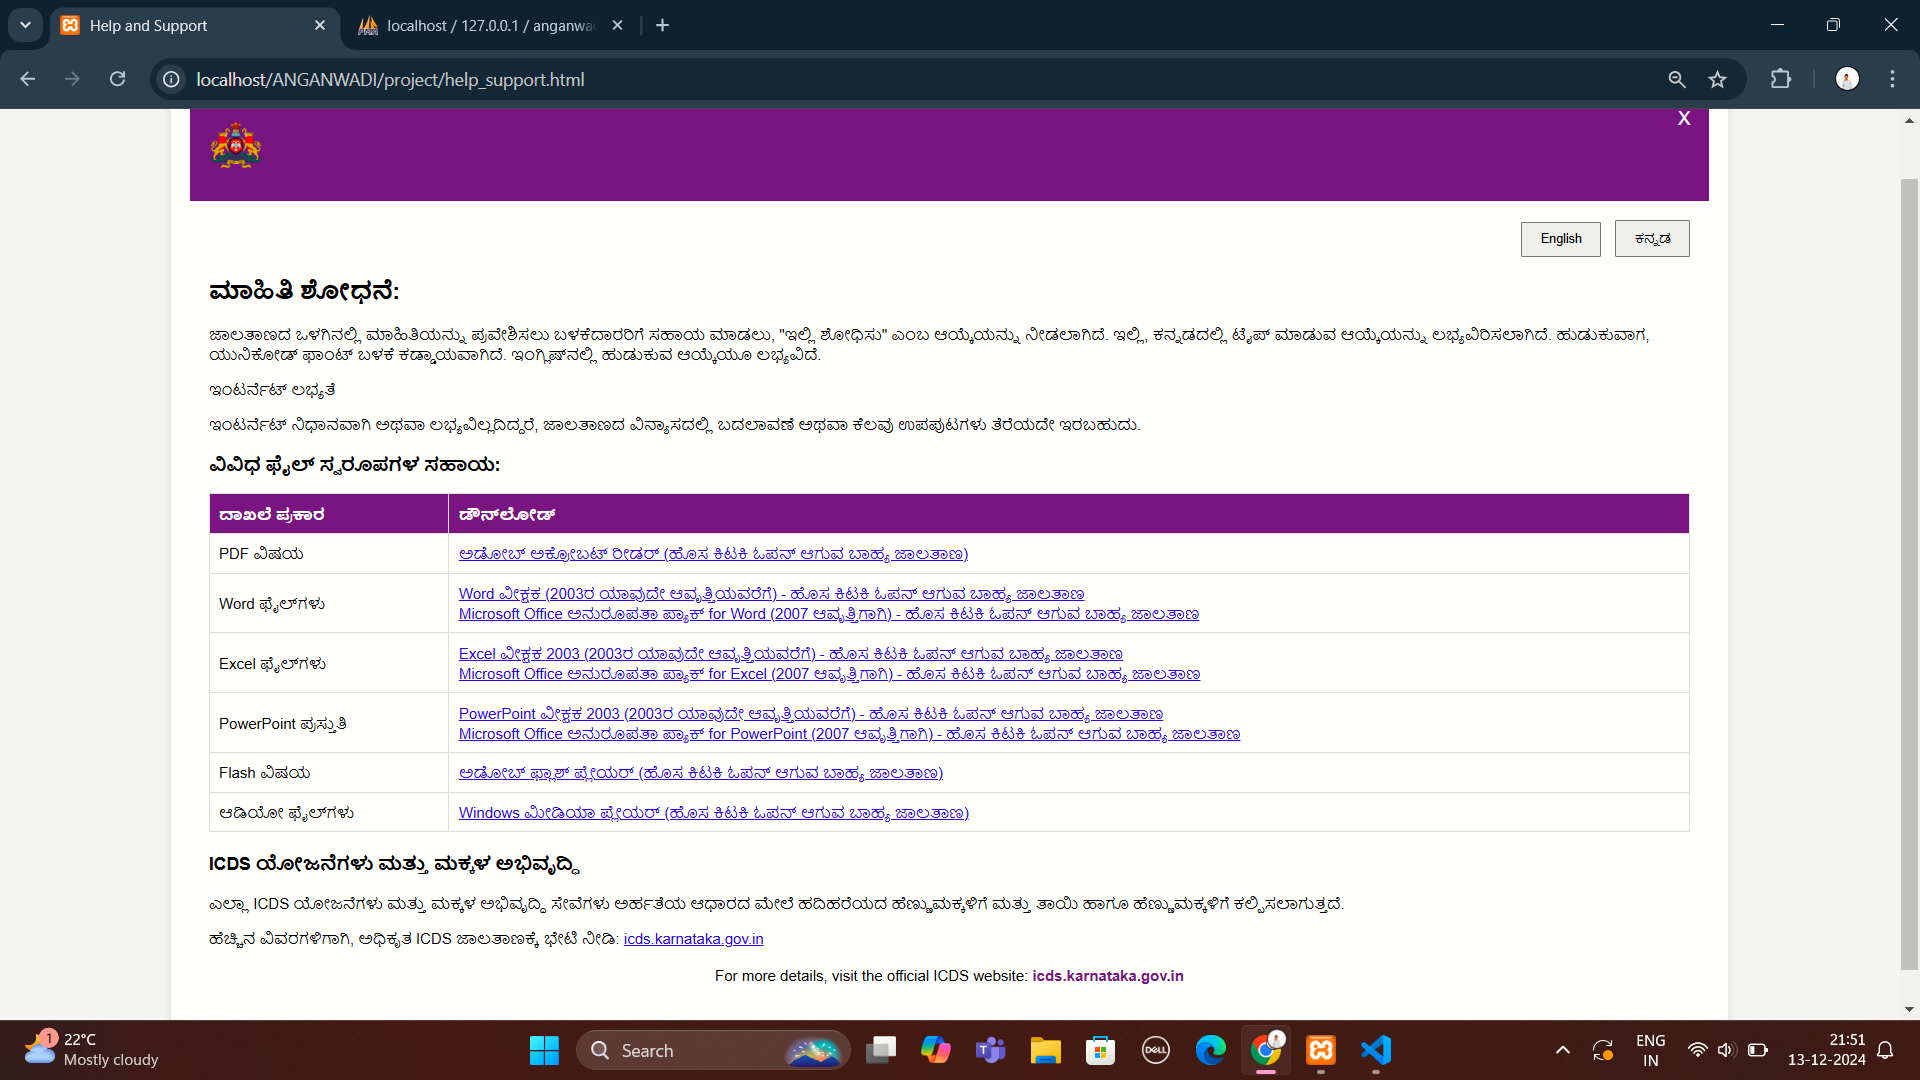 Help and Support
localhost / 127.0.0.1 / anganwa
localhost/ANGANWADI/project/help_support.html
X
English
ಕನ್ನಡ
ಮಾಹಿತಿ ಶೋಧನೆ:
ಜಾಲತಾಣದ ಒಳಗಿನಲ್ಲಿ ಮಾಹಿತಿಯನ್ನು ಪ್ರವೇಶಿಸಲು ಬಳಕೆದಾರರಿಗೆ ಸಹಾಯ ಮಾಡಲು, "ಇಲ್ಲಿ ಶೋಧಿಸು" ಎಂಬ ಆಯ್ಕೆಯನ್ನು ನೀಡಲಾಗಿದೆ. ಇಲ್ಲಿ, ಕನ್ನಡದಲ್ಲಿ ಟೈಪ್ ಮಾಡುವ ಆಯ್ಕೆಯನ್ನು ಲಭ್ಯವಿರಿಸಲಾಗಿದೆ. ಹುಡುಕುವಾಗ,
ಯುನಿಕೋಡ್ ಫಾಂಟ್ ಬಳಕೆ ಕಡ್ಡಾಯವಾಗಿದೆ. ಇಂಗ್ಲಿಷ್‌ನಲ್ಲಿ ಹುಡುಕುವ ಆಯ್ಕೆಯೂ ಲಭ್ಯವಿದೆ.
ಇಂಟರ್ನೆಟ್ ಲಭ್ಯತೆ
ಇಂಟರ್ನೆಟ್ ನಿಧಾನವಾಗಿ ಅಥವಾ ಲಭ್ಯವಿಲ್ಲದಿದ್ದರೆ, ಜಾಲತಾಣದ ವಿನ್ಯಾಸದಲ್ಲಿ ಬದಲಾವಣೆ ಅಥವಾ ಕೆಲವು ಉಪಪುಟಗಳು ತೆರೆಯದೇ ಇರಬಹುದು.
ವಿವಿಧ ಫೈಲ್ ಸ್ವರೂಪಗಳ ಸಹಾಯ:
ದಾಖಲೆ ಪ್ರಕಾರ
ಡೌನ್‌ಲೋಡ್
PDF ವಿಷಯ
ಅಡೋಬ್ ಅಕ್ರೋಬಟ್ ರೀಡರ್ (ಹೊಸ ಕಿಟಕಿ ಓಪನ್ ಆಗುವ ಬಾಹ್ಯ ಜಾಲತಾಣ)
Word ಫೈಲ್‌ಗಳು
Word ವೀಕ್ಷಕ (2003ರ ಯಾವುದೇ ಆವೃತ್ತಿಯವರೆಗೆ) - ಹೊಸ ಕಿಟಕಿ ಓಪನ್ ಆಗುವ ಬಾಹ್ಯ ಜಾಲತಾಣ
Microsoft Office ಅನುರೂಪತಾ ಪ್ಯಾಕ್ for Word (2007 ಆವೃತ್ತಿಗಾಗಿ) - ಹೊಸ ಕಿಟಕಿ ಓಪನ್ ಆಗುವ ಬಾಹ್ಯ ಜಾಲತಾಣ
Excel ಫೈಲ್‌ಗಳು
Excel ವೀಕ್ಷಕ 2003 (2003ರ ಯಾವುದೇ ಆವೃತ್ತಿಯವರೆಗೆ) - ಹೊಸ ಕಿಟಕಿ ಓಪನ್ ಆಗುವ ಬಾಹ್ಯ ಜಾಲತಾಣ
Microsoft Office ಅನುರೂಪತಾ ಪ್ಯಾಕ್ for Excel (2007 ಆವೃತ್ತಿಗಾಗಿ) - ಹೊಸ ಕಿಟಕಿ ಓಪನ್ ಆಗುವ ಬಾಹ್ಯ ಜಾಲತಾಣ
PowerPoint ಪ್ರಸ್ತುತಿ
PowerPoint ವೀಕ್ಷಕ 2003 (2003ರ ಯಾವುದೇ ಆವೃತ್ತಿಯವರೆಗೆ) - ಹೊಸ ಕಿಟಕಿ ಓಪನ್ ಆಗುವ ಬಾಹ್ಯ ಜಾಲತಾಣ
Microsoft Office ಅನುರೂಪತಾ ಪ್ಯಾಕ್ for PowerPoint (2007 ಆವೃತ್ತಿಗಾಗಿ) - ಹೊಸ ಕಿಟಕಿ ಓಪನ್ ಆಗುವ ಬಾಹ್ಯ ಜಾಲತಾಣ
Flash ವಿಷಯ
ಅಡೋಬ್ ಫ್ಲಾಶ್ ಪ್ಲೇಯರ್ (ಹೊಸ ಕಿಟಕಿ ಓಪನ್ ಆಗುವ ಬಾಹ್ಯ ಜಾಲತಾಣ)
ಆಡಿಯೋ ಫೈಲ್‌ಗಳು
Windows ಮೀಡಿಯಾ ಪ್ಲೇಯರ್ (ಹೊಸ ಕಿಟಕಿ ಓಪನ್ ಆಗುವ ಬಾಹ್ಯ ಜಾಲತಾಣ)
ICDS ಯೋಜನೆಗಳು ಮತ್ತು ಮಕ್ಕಳ ಅಭಿವೃದ್ಧಿ
ಎಲ್ಲಾ ICDS ಯೋಜನೆಗಳು ಮತ್ತು ಮಕ್ಕಳ ಅಭಿವೃದ್ಧಿ ಸೇವೆಗಳು ಅರ್ಹತೆಯ ಆಧಾರದ ಮೇಲೆ ಹದಿಹರೆಯದ ಹೆಣ್ಣುಮಕ್ಕಳಿಗೆ ಮತ್ತು ತಾಯಿ ಹಾಗೂ ಹೆಣ್ಣುಮಕ್ಕಳಿಗೆ ಕಲ್ಪಿಸಲಾಗುತ್ತದೆ.
ಹೆಚ್ಚಿನ ವಿವರಗಳಿಗಾಗಿ, ಅಧಿಕೃತ ICDS ಜಾಲತಾಣಕ್ಕೆ ಭೇಟಿ ನೀಡಿ: icds.karnataka.gov.in
For more details, visit the official ICDS website: icds.karnataka.gov.in
1
22°C
Mostly cloudy
Search
DELL
ENG
IN
21:51
13-12-2024